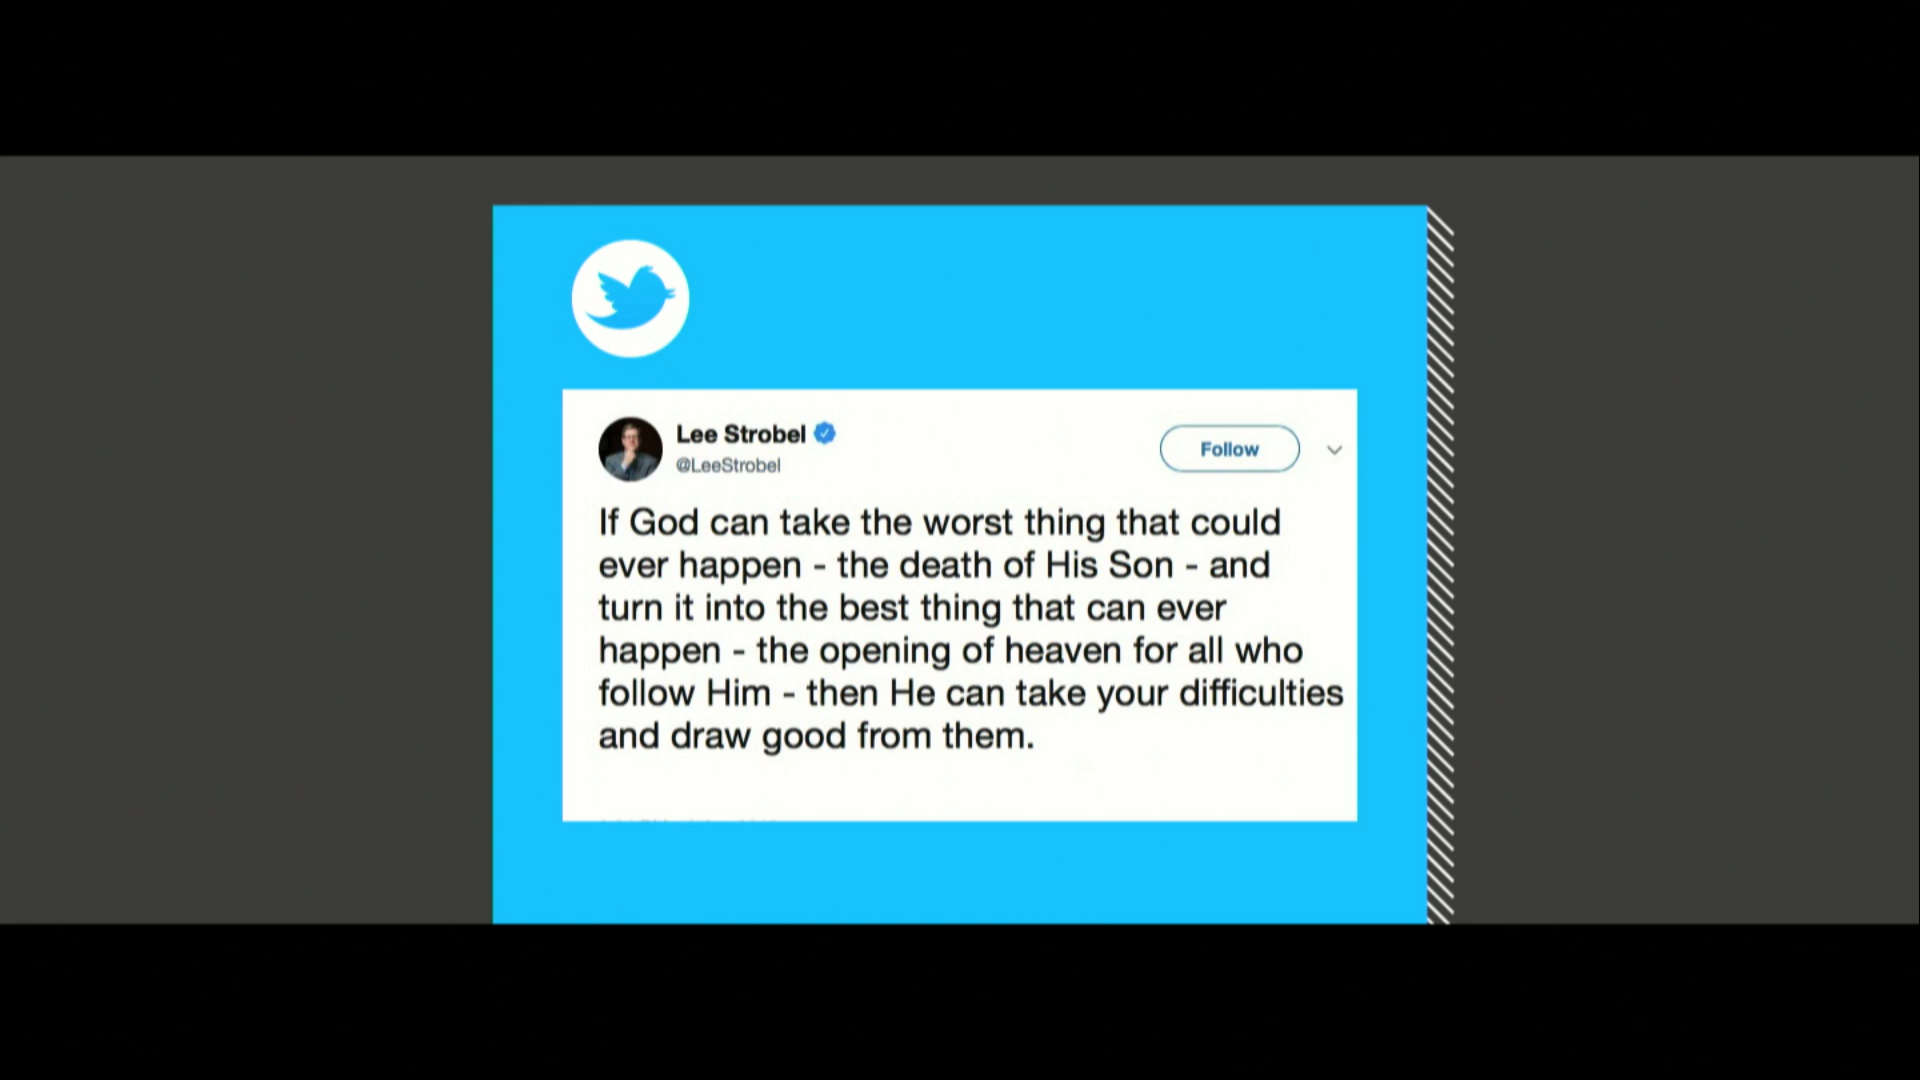 Lee Strobel
@LeeStrobel
Follow
If God can take the worst thing that could
ever happen - the death of His Son - and
turn it into the best thing that can ever
happen - the opening of heaven for all who
follow Him - then He can take your difficulties
and draw good from them.